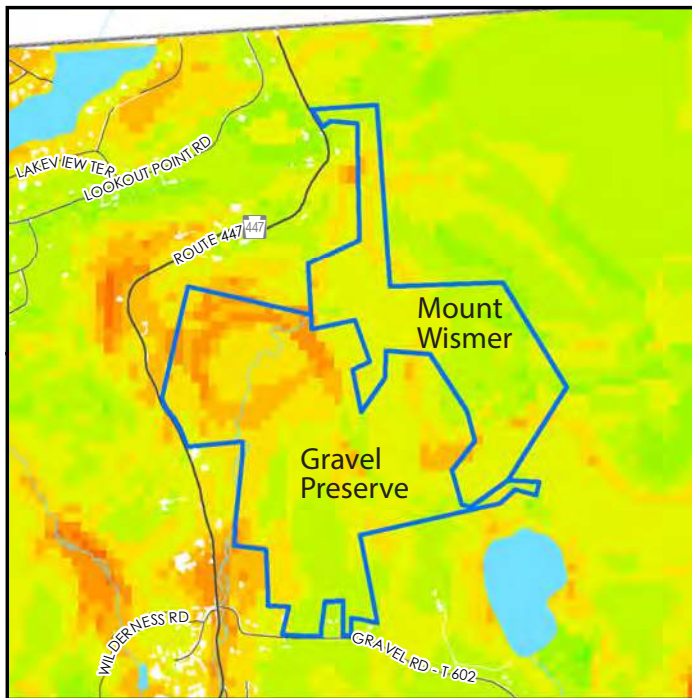 LAKEVIEW TER
LOOKOUT POINT RD
ROUTE 447
447
Mount
Wismer
Gravel
Preserve
WILDERNESS RD
GRAVEL RD - T 602